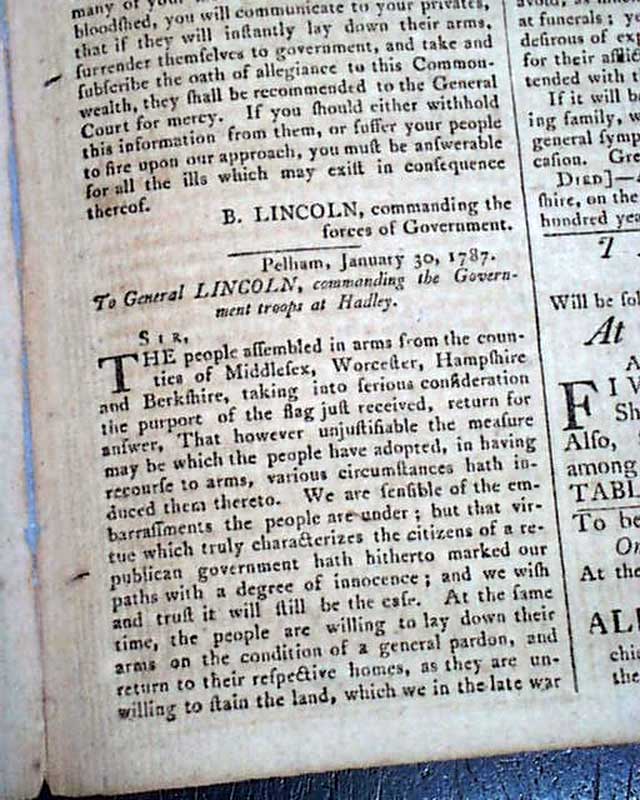 many of your
bloodſhed, you will communicate to your privates,
that if they will inſtantly lay down their arms,
ſurrender themſelves to government, and take and
ſubſcribe the oath of allegiance to this Common-
wealth, they ſhall be recommended to the General
Court for mercy. If you ſhould either withhold
this information from them, or ſuffer your people
to fire upon our approach, you muſt be anſwerable
for all the ills which may exiſt in conſequence
thereof.
B. LINCOLN, commanding the
forces of Government.
Pelham, January 30, 1787.
To General LINCOLN, commanding the Govern-
ment troops at Hadley.
SIR,
THE people aſſembled in arms from the coun-
ties of Middleſex, Worceſter, Hampſhire
and Berkſhire, taking into ſerious conſideration
the purport of the flag juſt received, return for
anſwer, That however unjuſtifiable the meaſure
may be which the people have adopted, in having
recourſe to arms, various circumſtances hath in-
duced them thereto. We are ſenſible of the em-
barraſſments the people are under; but that vir-
tue which truly characterizes the citizens of a re-
publican government hath hitherto marked our
paths with a degree of innocence; and we wiſh
and truſt it will ſtill be the caſe. At the ſame
time, the people are willing to lay down their
arms on the condition of a general pardon, and
return to their reſpective homes, as they are un-
willing to ſtain the land, which we in the late war
at funerals; ye
deſirous of exp
for their afflic
tended with t
If it will b
ing family, w
general ſymp
caſion. Gre
DIED]—
ſhire, on the
hundred yea
T
Will be ſol
At
A
FIV
Sh
Alſo,
among
TABL
To be
On
At the
ALL
chi
the